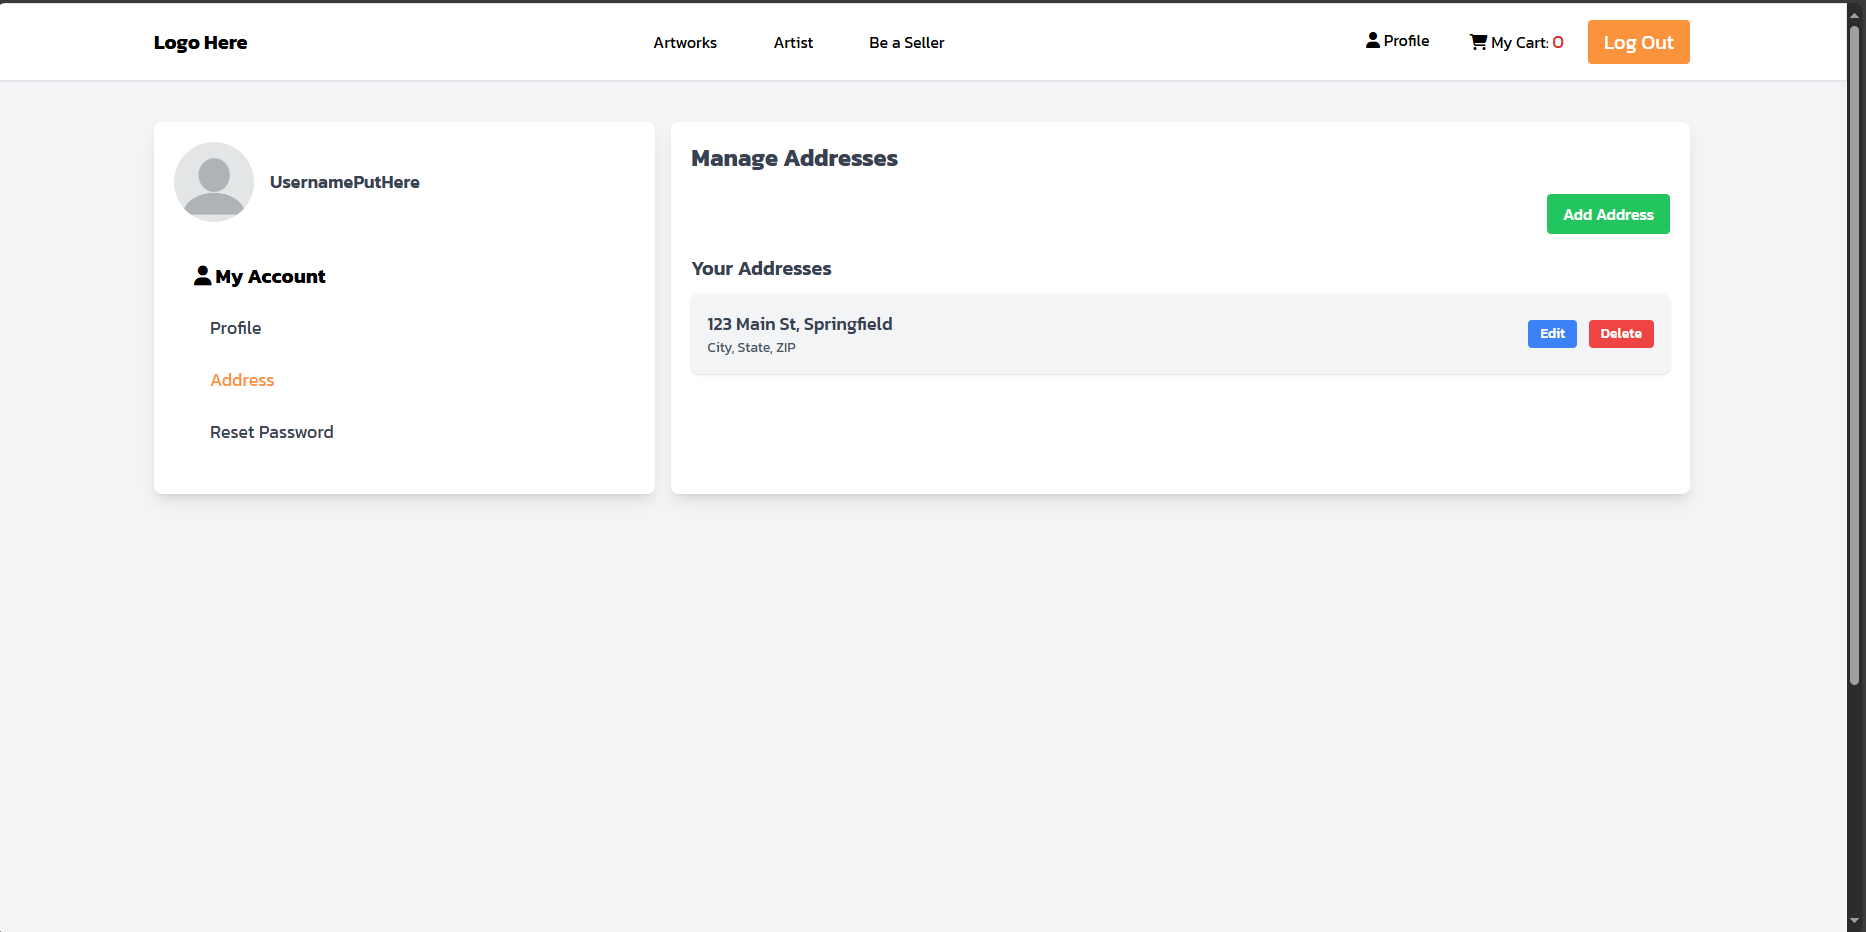 Logo Here
Artworks
Artist
Be a Seller
Profile
My Cart: 0
Log Out
UsernamePutHere
My Account
Profile
Address
Reset Password
Manage Addresses
Add Address
Your Addresses
123 Main St, Springfield
City, State, ZIP
Edit
Delete